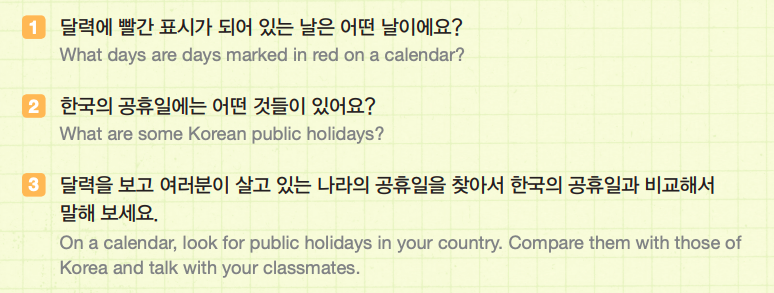 1 달력에 빨간 표시가 되어 있는 날은 어떤 날이에요?
What days are days marked in red on a calendar?
2 한국의 공휴일에는 어떤 것들이 있어요?
What are some Korean public holidays?
3 달력을 보고 여러분이 살고 있는 나라의 공휴일을 찾아서 한국의 공휴일과 비교해서
말해 보세요.
On a calendar, look for public holidays in your country. Compare them with those of
Korea and talk with your classmates.